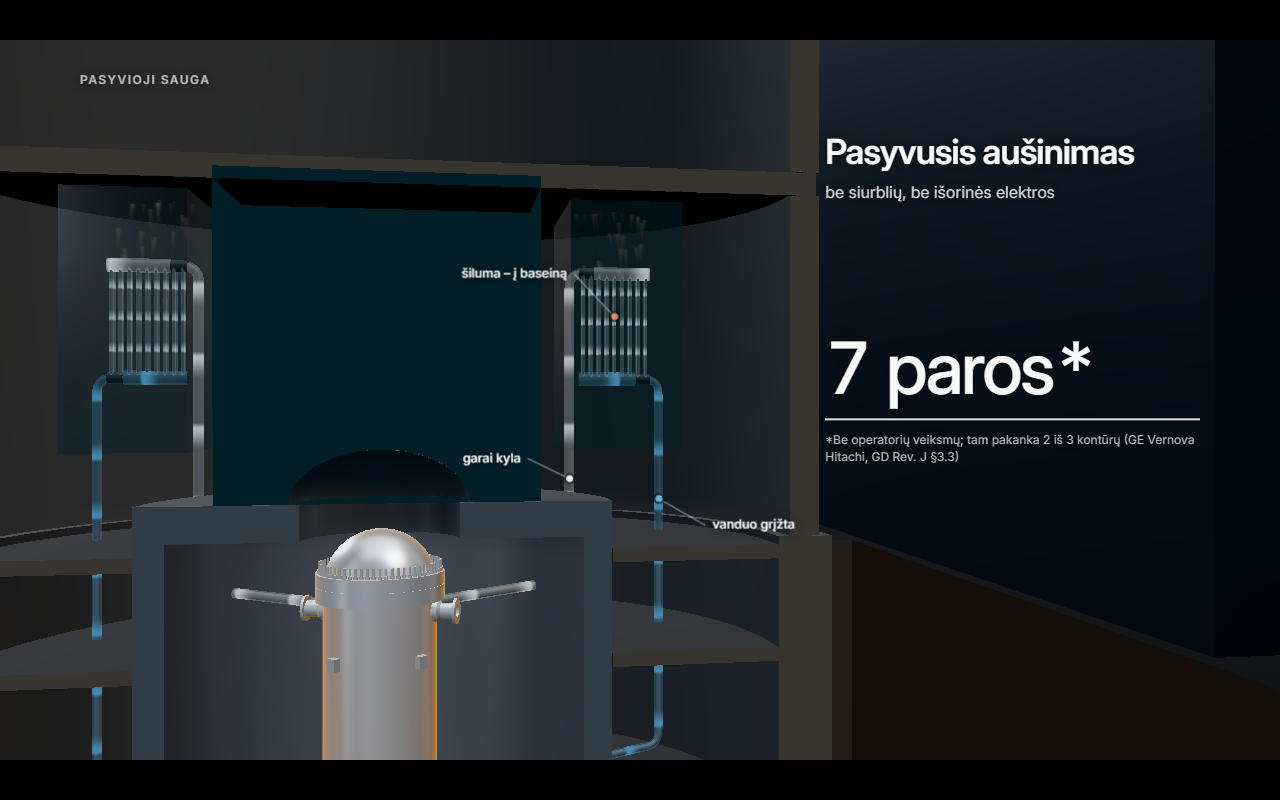 PASYVIOJI SAUGA
Pasyvusis aušinimas
be siurblių, be išorinės elektros
šiluma – į baseiną
7 paros*
*Be operatorių veiksmų; tam pakanka 2 iš 3 kontūrų (GE Vernova
Hitachi, GD Rev. J §3.3)
garai kyla
vanduo grįžta